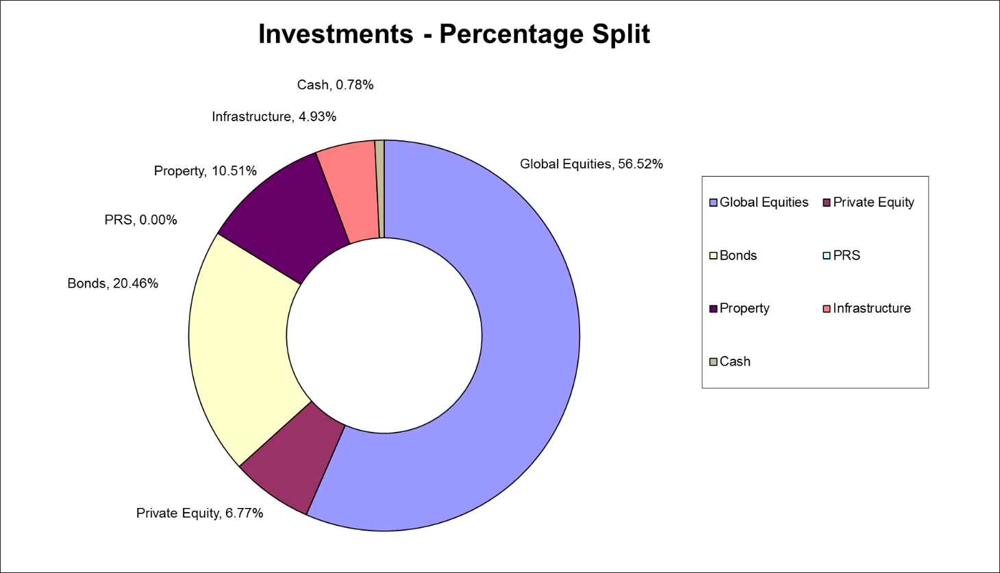 Investments - Percentage Split
Cash, 0.78%
Infrastructure, 4.93%
Global Equities, 56.52%
Property, 10.51%
PRS, 0.00%
Bonds, 20.46%
Private Equity, 6.77%
Global Equities Private Equity
Bonds PRS
Property Infrastructure
Cash